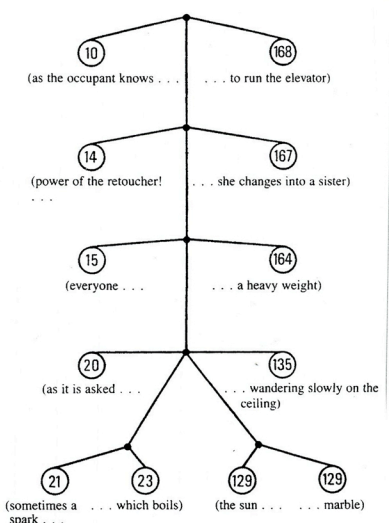 10 168
(as the occupant knows . . . . . . to run the elevator)
14 167
(power of the retoucher! . . . she changes into a sister)
. . .
15 164
(everyone . . . . . . a heavy weight)
20 135
(as it is asked . . . . . . wandering slowly on the
ceiling)
21 23 129 129
(sometimes a . . . which boils) (the sun . . . . . . marble)
spark . . .